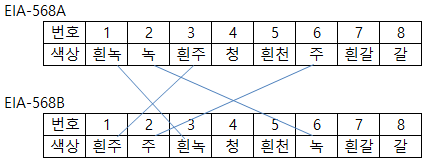 EIA-568A
번호 1 2 3 4 5 6 7 8
색상 흰녹 녹 흰주 청 흰천 주 흰갈 갈
EIA-568B
번호 1 2 3 4 5 6 7 8
색상 흰주 주 흰녹 청 흰천 녹 흰갈 갈